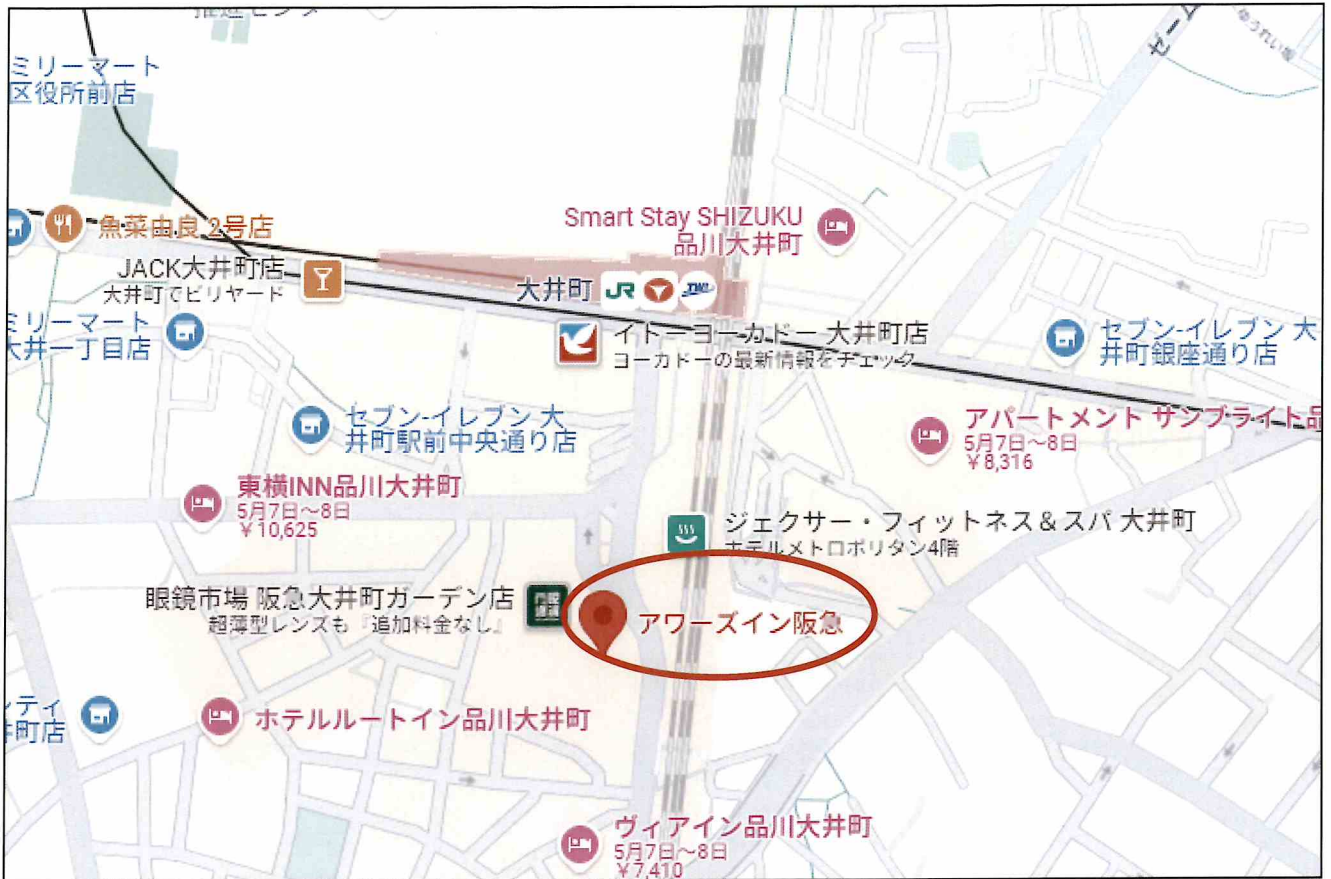 ミリーマート
区役所前店
魚菜由良 2号店
Smart Stay SHIZUKU
品川大井町
JACK大井町店
大井町でビリヤード
大井町 JR TWR
ミリーマート
大井一丁目店
イトーヨーカドー 大井町店
ヨーカドーの最新情報をチェック
セブン-イレブン 大
井町銀座通り店
セブン-イレブン 大
井町駅前中央通り店
アパートメント サンブライト品
5月7日～8日
￥8,316
東横INN品川大井町
5月7日～8日
￥10,625
ジェクサー・フィットネス＆スパ 大井町
ホテルメトロポリタン4階
眼鏡市場 阪急大井町ガーデン店
超薄型レンズも『追加料金なし』
アワーズイン阪急
ンティ
井町店
ホテルルートイン品川大井町
ヴィアイン品川大井町
5月7日～8日
￥7,410